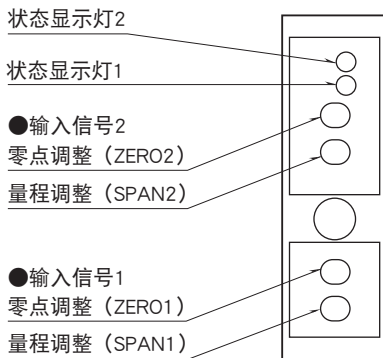 状态显示灯2
状态显示灯1
●输入信号2
零点调整（ZERO2）
量程调整（SPAN2）
●输入信号1
零点调整（ZERO1）
量程调整（SPAN1）